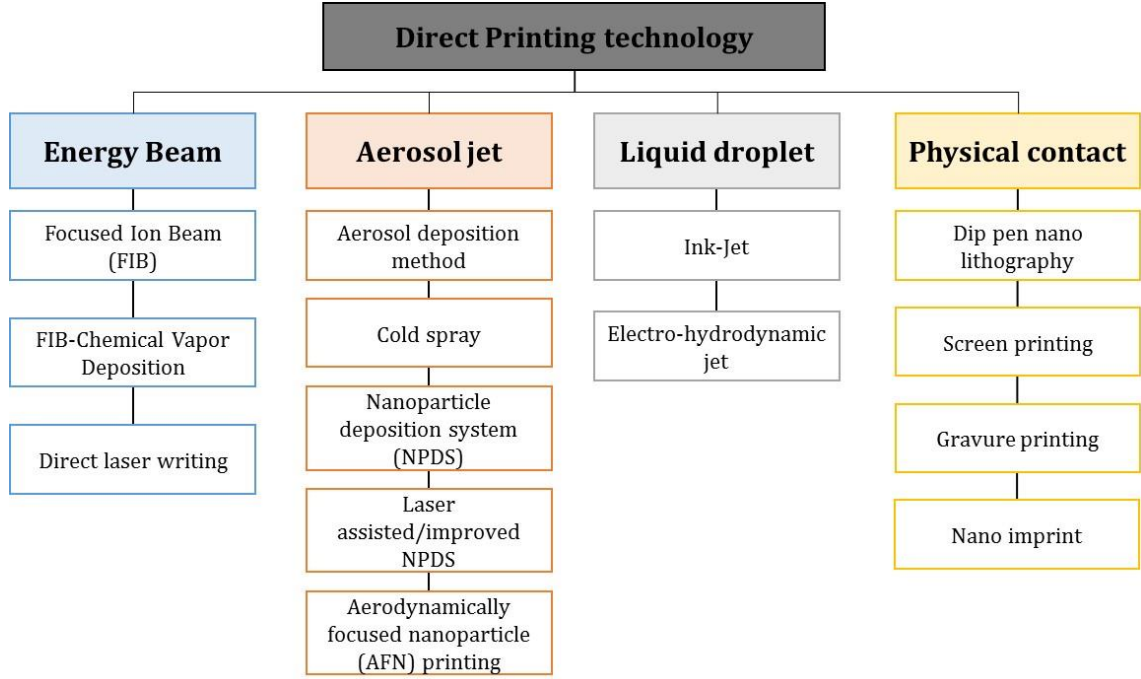 Direct Printing technology
Energy Beam
Focused Ion Beam
(FIB)
FIB-Chemical Vapor
Deposition
Direct laser writing
Aerosol jet
Aerosol deposition
method
Cold spray
Nanoparticle
deposition system
(NPDS)
Laser
assisted/improved
NPDS
Aerodynamically
focused nanoparticle
(AFN) printing
Liquid droplet
Ink-Jet
Electro-hydrodynamic
jet
Physical contact
Dip pen nano
lithography
Screen printing
Gravure printing
Nano imprint